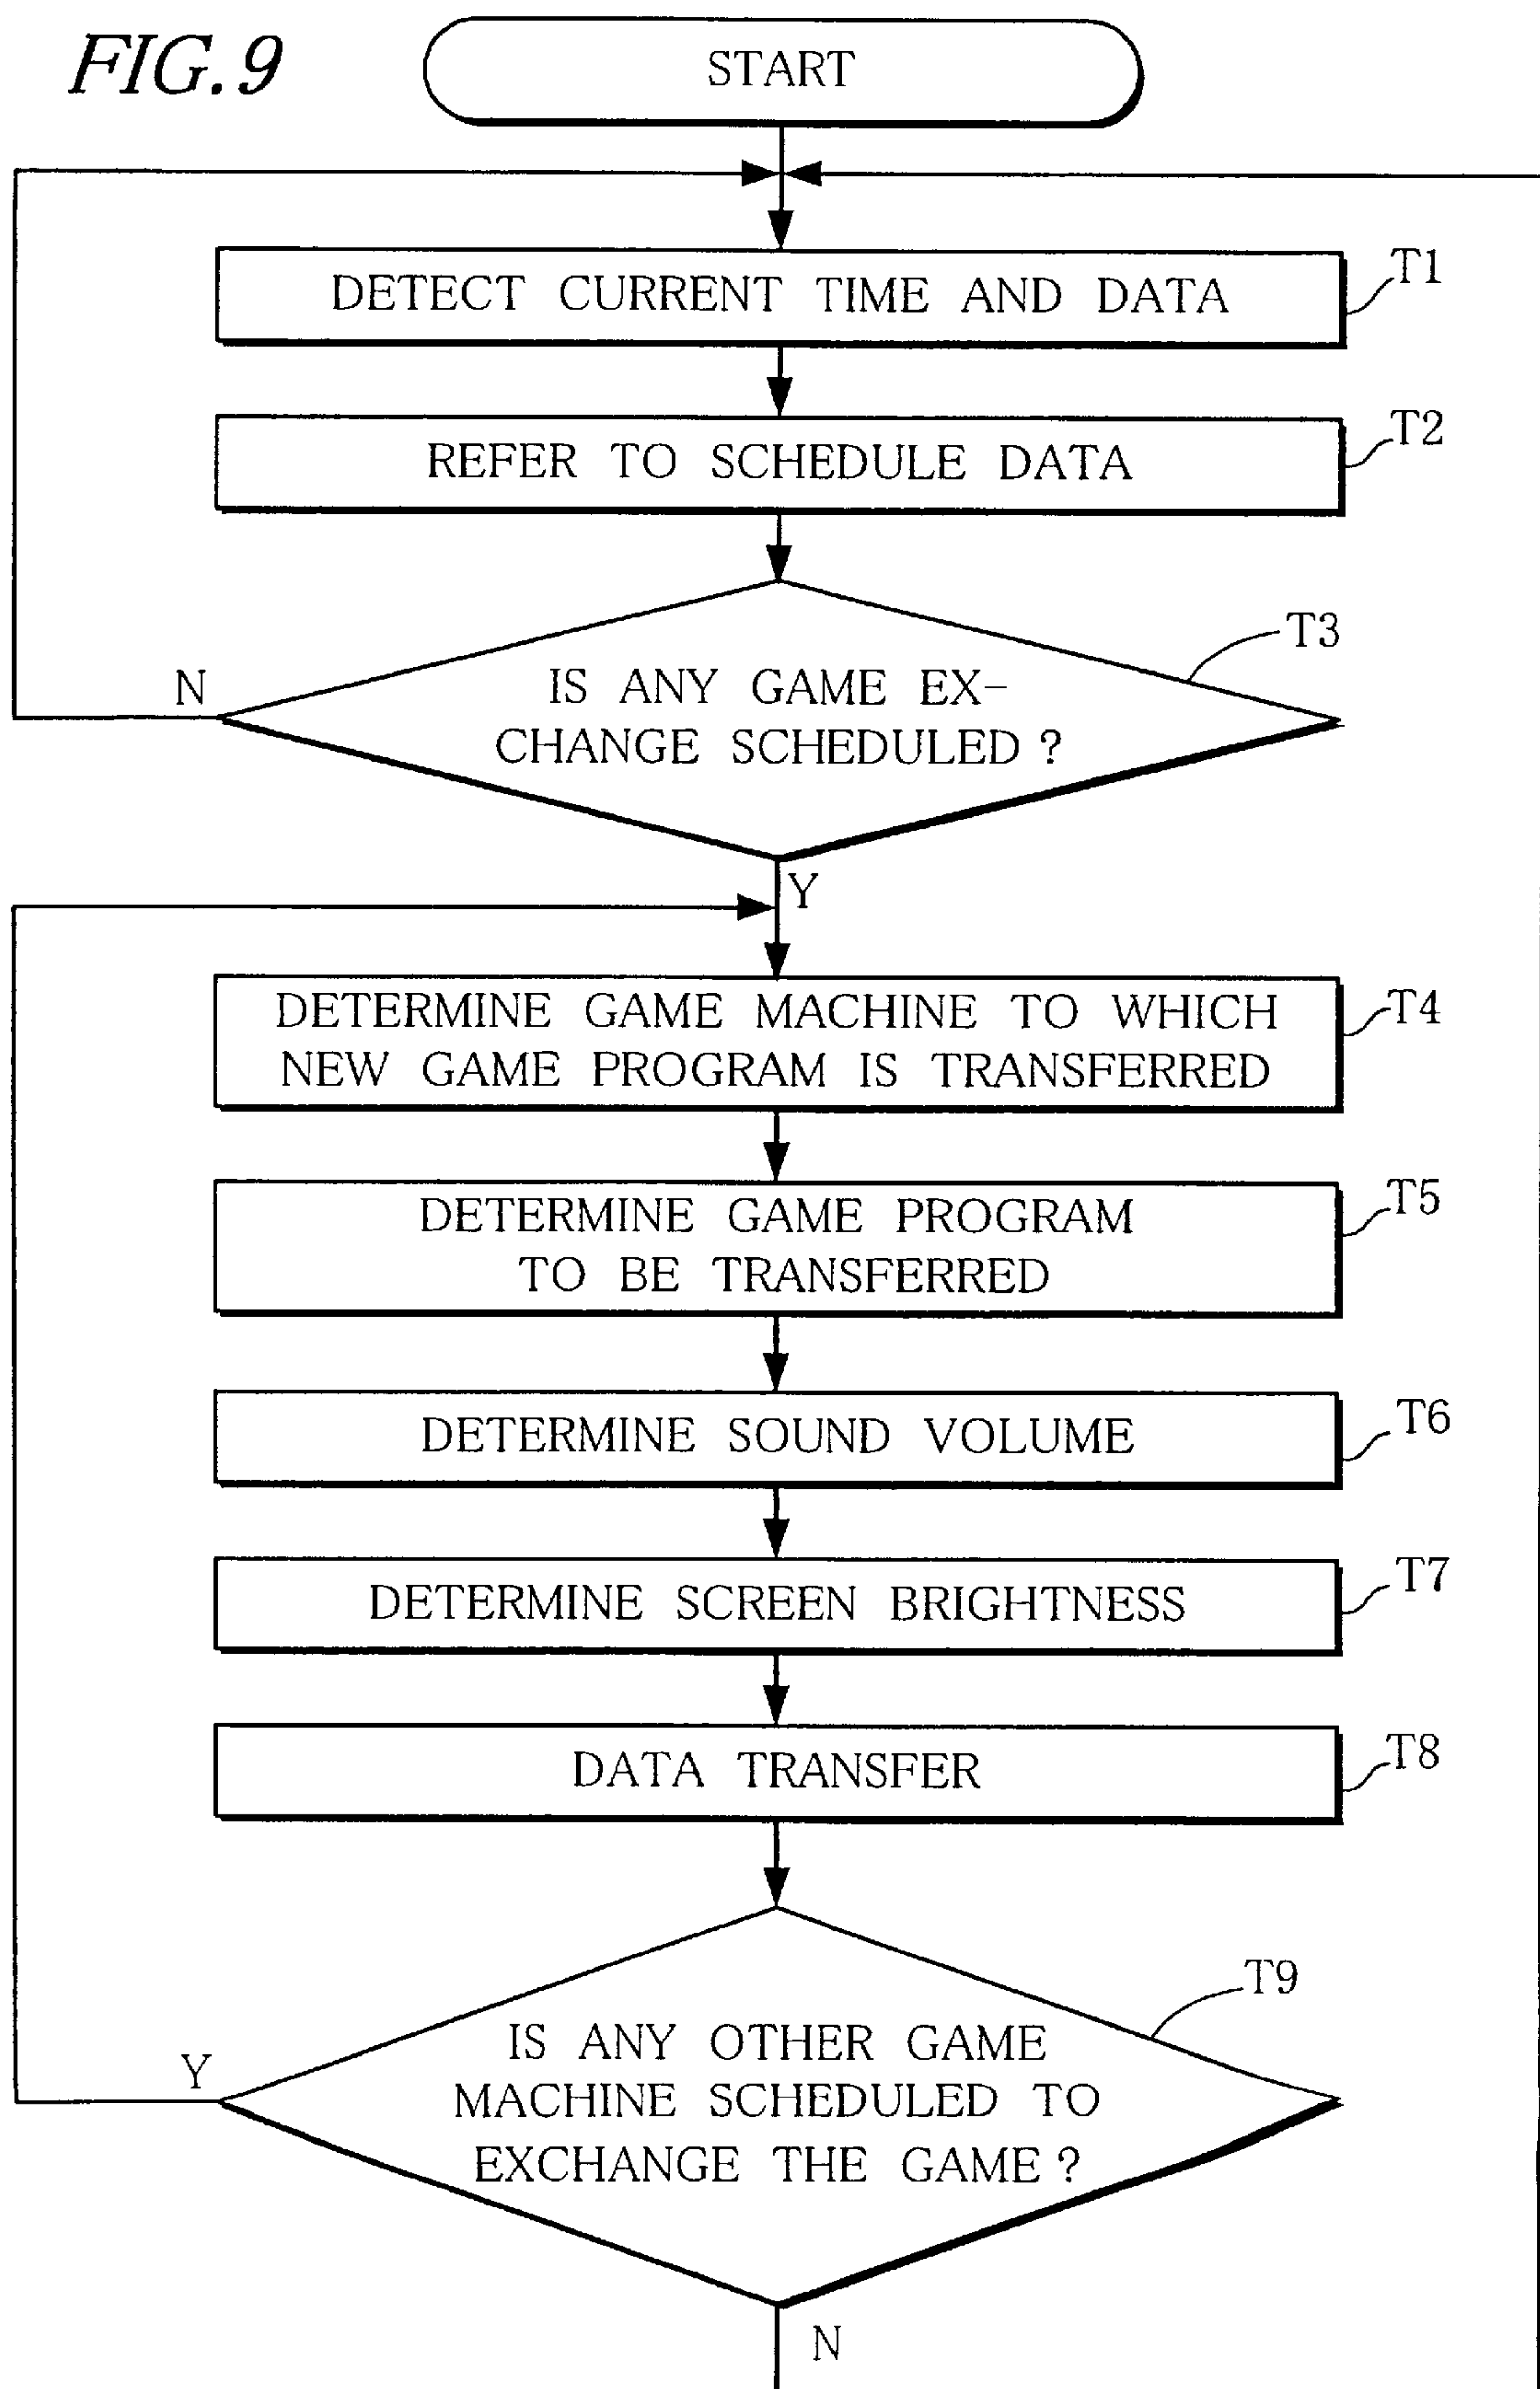 FIG. 9
START
DETECT CURRENT TIME AND DATA
T1
REFER TO SCHEDULE DATA
T2
T3
IS ANY GAME EX-
CHANGE SCHEDULED ?
N
Y
DETERMINE GAME MACHINE TO WHICH
NEW GAME PROGRAM IS TRANSFERRED
T4
DETERMINE GAME PROGRAM
TO BE TRANSFERRED
T5
DETERMINE SOUND VOLUME
T6
DETERMINE SCREEN BRIGHTNESS
T7
DATA TRANSFER
T8
T9
IS ANY OTHER GAME
MACHINE SCHEDULED TO
EXCHANGE THE GAME ?
Y
N